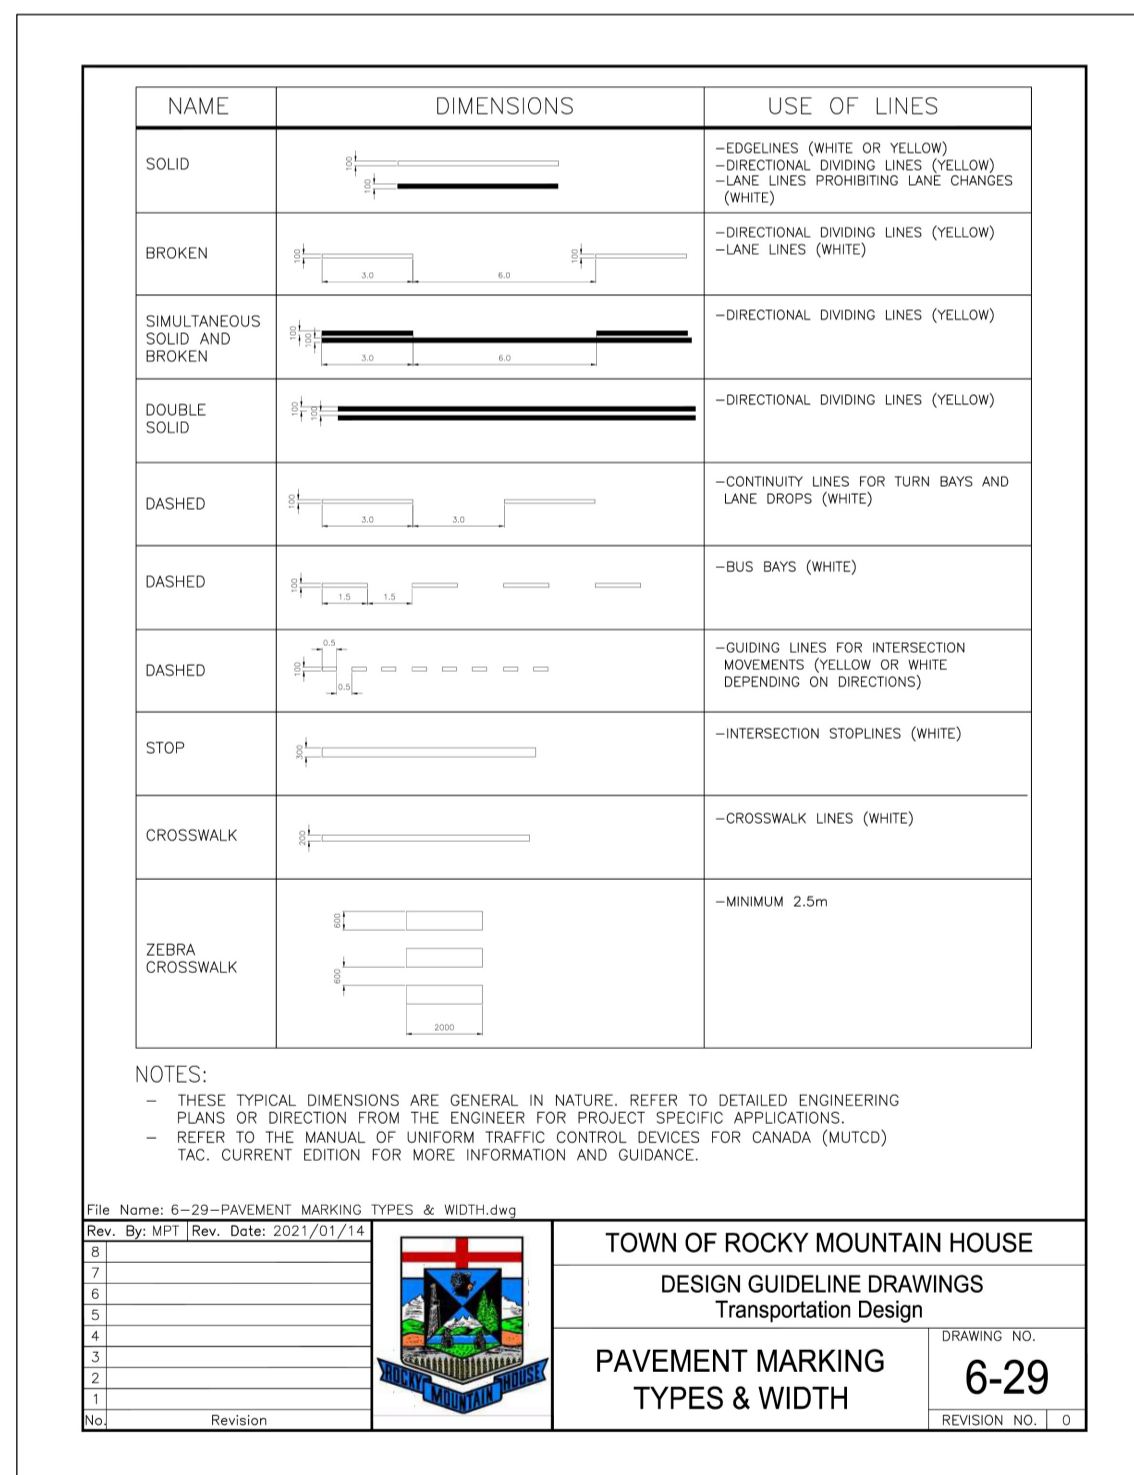 NAME
DIMENSIONS
USE OF LINES
SOLID
100
100
-EDGELINES (WHITE OR YELLOW)
-DIRECTIONAL DIVIDING LINES (YELLOW)
-LANE LINES PROHIBITING LANE CHANGES
(WHITE)
BROKEN
100
3.0
6.0
100
-DIRECTIONAL DIVIDING LINES (YELLOW)
-LANE LINES (WHITE)
SIMULTANEOUS
SOLID AND
BROKEN
100
100
3.0
6.0
-DIRECTIONAL DIVIDING LINES (YELLOW)
DOUBLE
SOLID
100
100
-DIRECTIONAL DIVIDING LINES (YELLOW)
DASHED
100
3.0
3.0
-CONTINUITY LINES FOR TURN BAYS AND
LANE DROPS (WHITE)
DASHED
100
1.5
1.5
-BUS BAYS (WHITE)
DASHED
0.5
100
0.5
-GUIDING LINES FOR INTERSECTION
MOVEMENTS (YELLOW OR WHITE
DEPENDING ON DIRECTIONS)
STOP
300
-INTERSECTION STOPLINES (WHITE)
CROSSWALK
200
-CROSSWALK LINES (WHITE)
ZEBRA
CROSSWALK
600
600
2000
-MINIMUM 2.5m
NOTES:
- THESE TYPICAL DIMENSIONS ARE GENERAL IN NATURE. REFER TO DETAILED ENGINEERING
PLANS OR DIRECTION FROM THE ENGINEER FOR PROJECT SPECIFIC APPLICATIONS.
- REFER TO THE MANUAL OF UNIFORM TRAFFIC CONTROL DEVICES FOR CANADA (MUTCD)
TAC. CURRENT EDITION FOR MORE INFORMATION AND GUIDANCE.
File Name: 6-29-PAVEMENT MARKING TYPES & WIDTH.dwg
Rev. By: MPT Rev. Date: 2021/01/14
8
7
6
5
4
3
2
1
No. Revision
ROCKY MOUNTAIN HOUSE
TOWN OF ROCKY MOUNTAIN HOUSE
DESIGN GUIDELINE DRAWINGS
Transportation Design
PAVEMENT MARKING
TYPES & WIDTH
DRAWING NO.
6-29
REVISION NO. 0